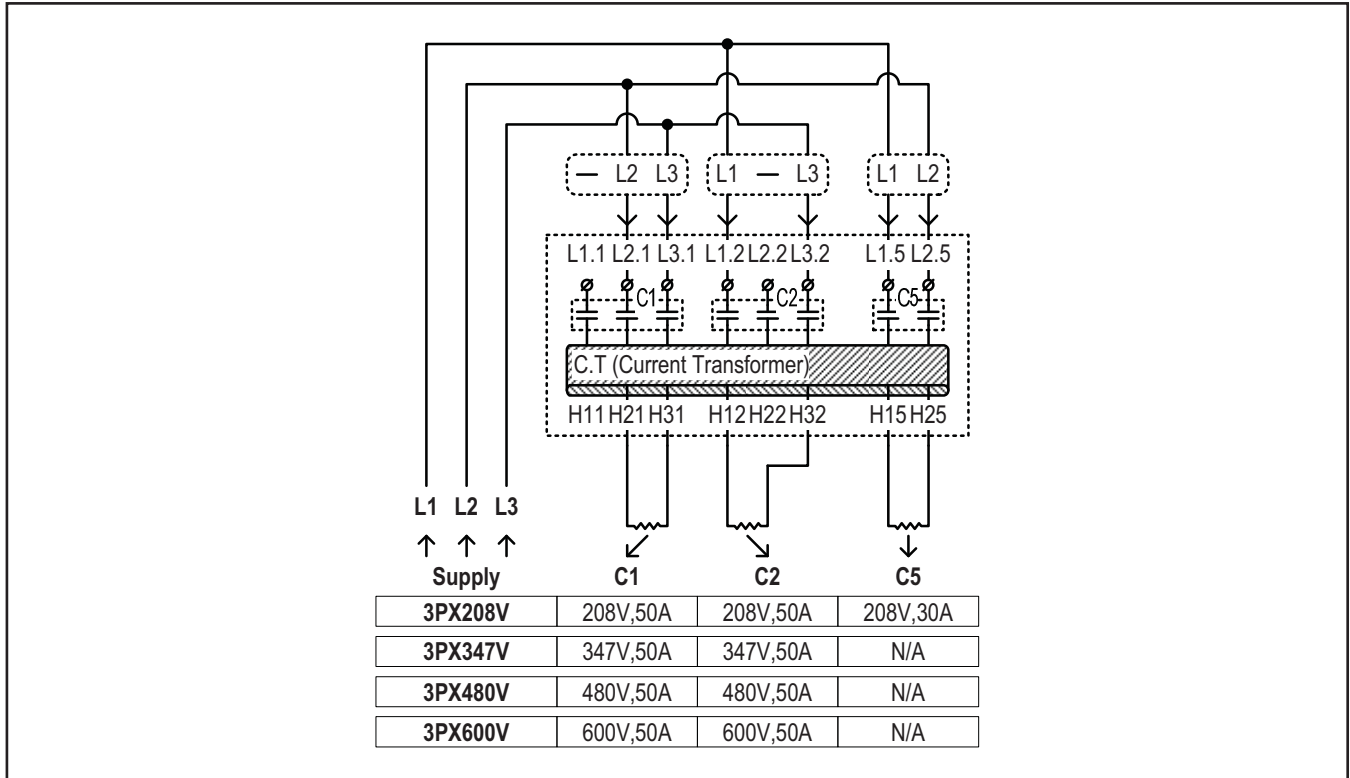 — L2 L3 L1 — L3 L1 L2
L1.1 L2.1 L3.1 L1.2 L2.2 L3.2 L1.5 L2.5
C1 C2 C5
C.T (Current Transformer)
H11 H21 H31 H12 H22 H32 H15 H25
L1 L2 L3
Supply C1 C2 C5
3PX208V 208V,50A 208V,50A 208V,30A
3PX347V 347V,50A 347V,50A N/A
3PX480V 480V,50A 480V,50A N/A
3PX600V 600V,50A 600V,50A N/A